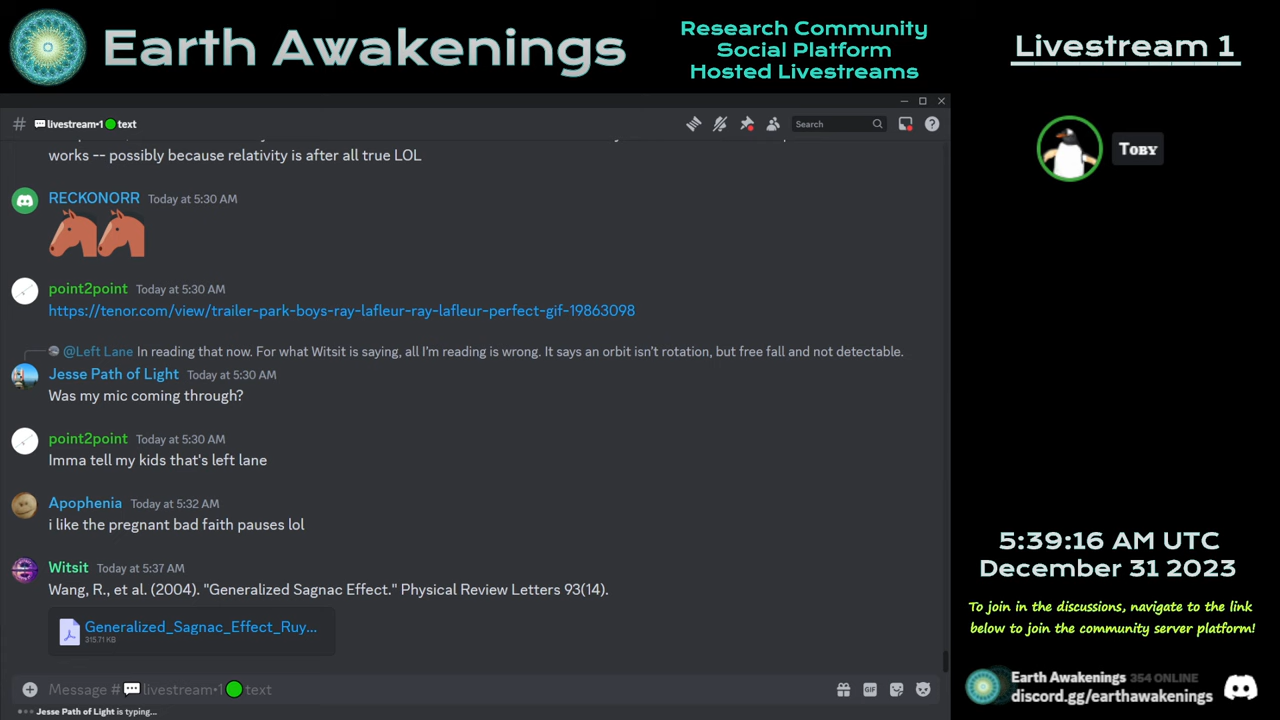 Earth Awakenings
Research Community
Social Platform
Hosted Livestreams
Livestream 1
# 💬livestream•1🟢text
Search
works -- possibly because relativity is after all true LOL
RECKONORR Today at 5:30 AM
point2point Today at 5:30 AM
https://tenor.com/view/trailer-park-boys-ray-lafleur-ray-lafleur-perfect-gif-19863098
@Left Lane In reading that now. For what Witsit is saying, all I'm reading is wrong. It says an orbit isn't rotation, but free fall and not detectable.
Jesse Path of Light Today at 5:30 AM
Was my mic coming through?
point2point Today at 5:30 AM
Imma tell my kids that's left lane
Apophenia Today at 5:32 AM
i like the pregnant bad faith pauses lol
Witsit Today at 5:37 AM
Wang, R., et al. (2004). "Generalized Sagnac Effect." Physical Review Letters 93(14).
Generalized_Sagnac_Effect_Ruy...
315.71 KB
Message #💬livestream•1🟢text
GIF
Jesse Path of Light is typing...
Toby
5:39:16 AM UTC
December 31 2023
To join in the discussions, navigate to the link
below to join the community server platform!
Earth Awakenings 354 ONLINE
discord.gg/earthawakenings